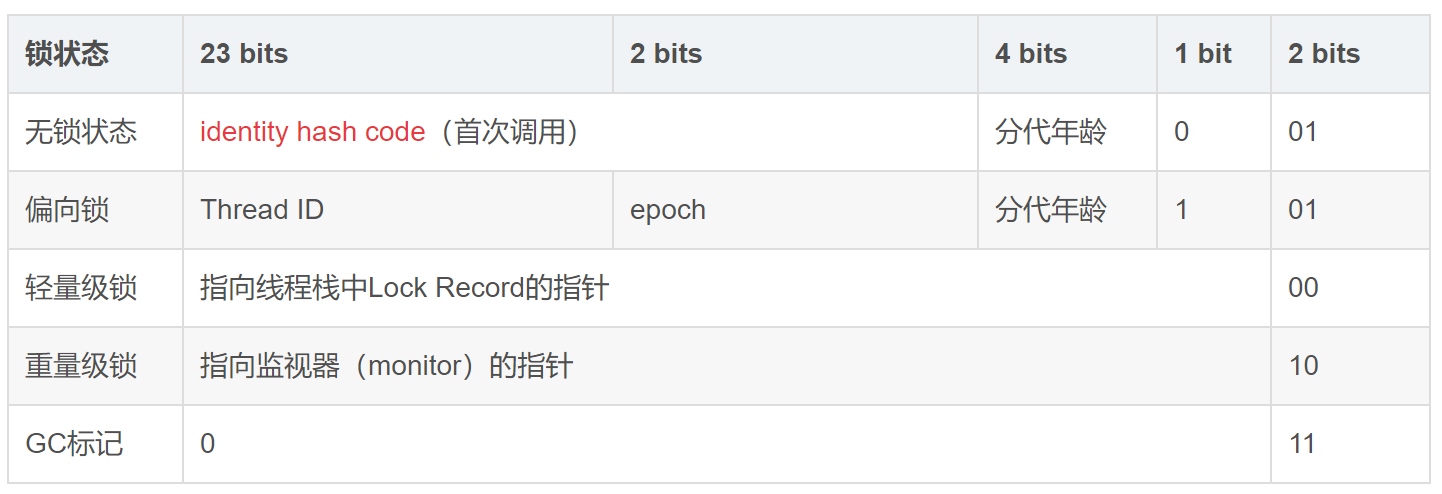 锁状态 23 bits 2 bits 4 bits 1 bit 2 bits
无锁状态 identity hash code（首次调用） 分代年龄 0 01
偏向锁 Thread ID epoch 分代年龄 1 01
轻量级锁 指向线程栈中Lock Record的指针 00
重量级锁 指向监视器（monitor）的指针 10
GC标记 0 11